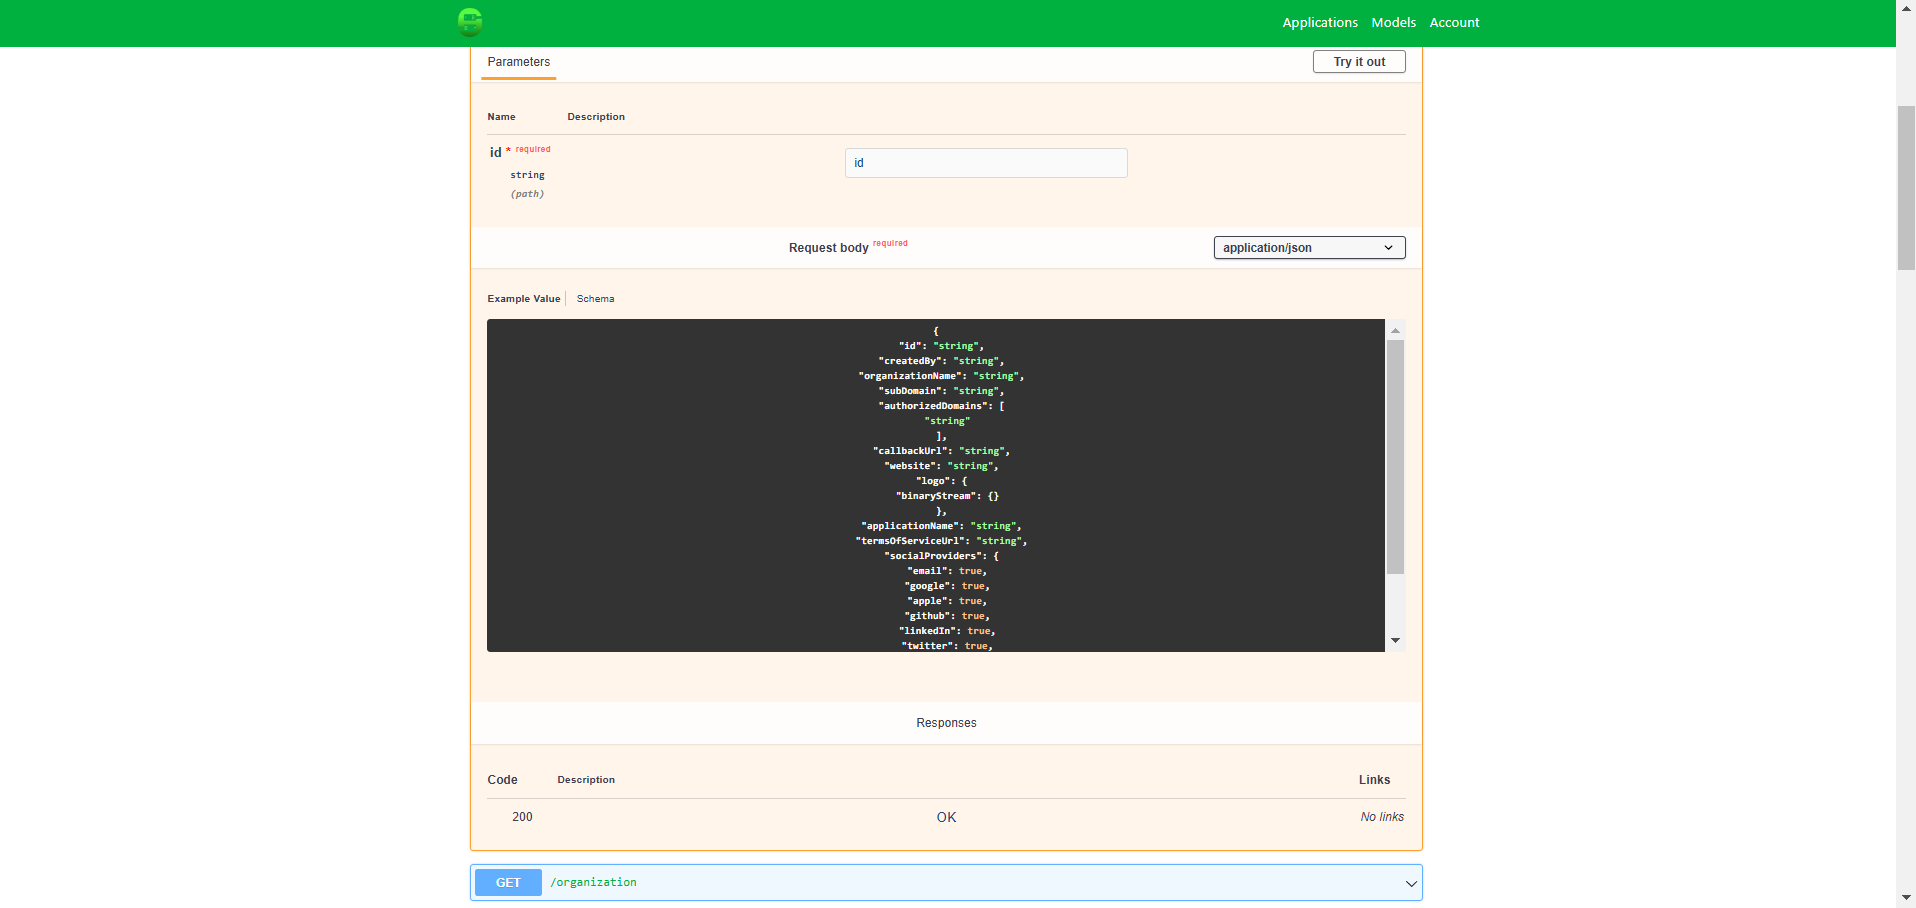 Applications Models Account
Parameters Try it out
Name Description
id * required
id
string
(path)
Request body required application/json
Example Value Schema
{
"id": "string",
"createdBy": "string",
"organizationName": "string",
"subDomain": "string",
"authorizedDomains": [
"string"
],
"callbackUrl": "string",
"website": "string",
"logo": {
"binaryStream": {}
},
"applicationName": "string",
"termsOfServiceUrl": "string",
"socialProviders": {
"email": true,
"google": true,
"apple": true,
"github": true,
"linkedIn": true,
"twitter": true,
Responses
Code Description Links
200 OK No links
GET /organization